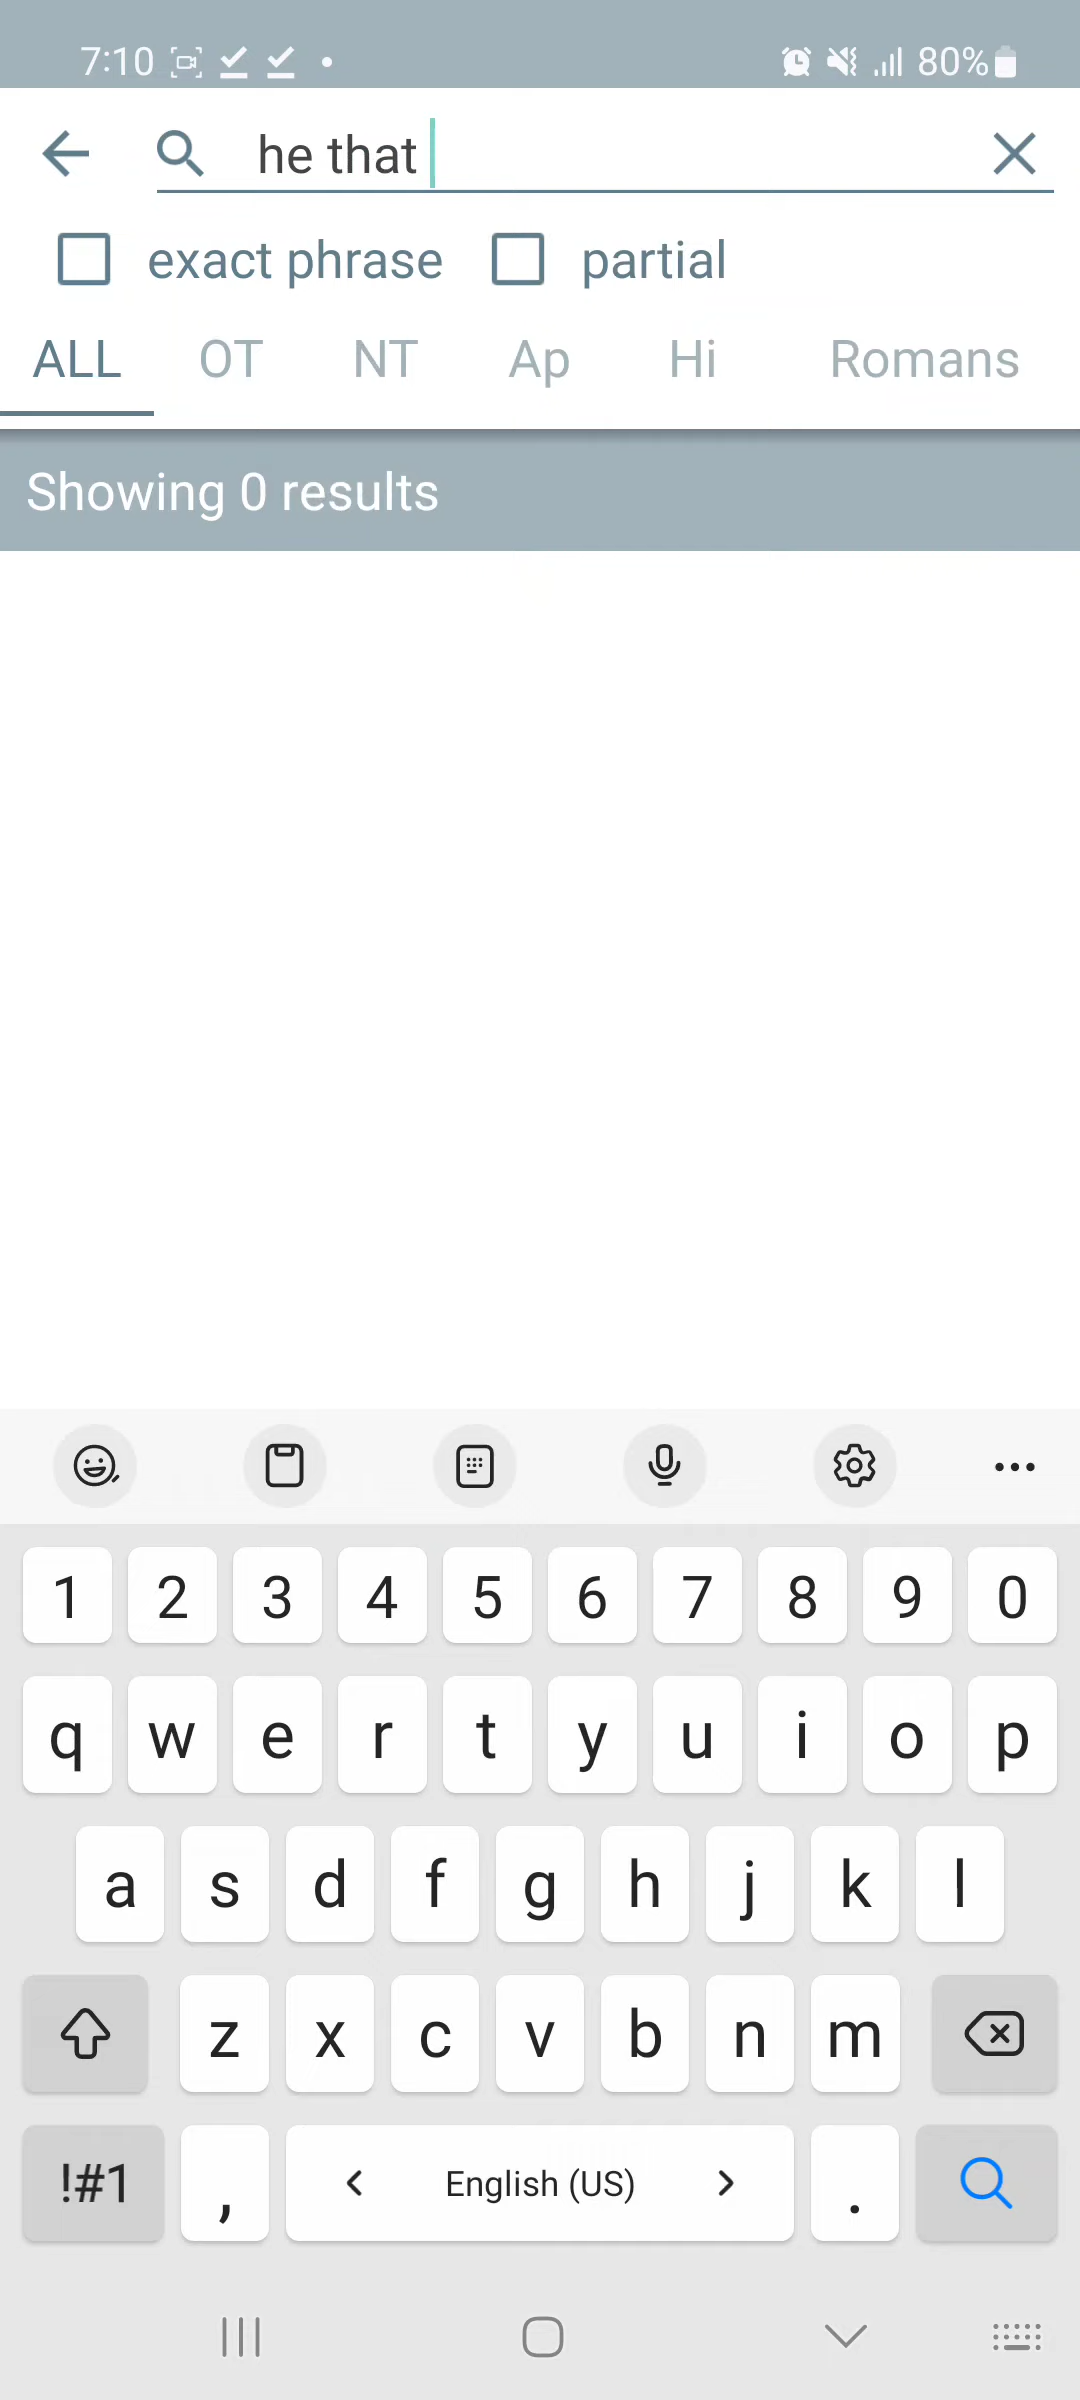 7:10 80%
he that
exact phrase partial
ALL OT NT Ap Hi Romans
Showing 0 results
1 2 3 4 5 6 7 8 9 0
q w e r t y u i o p
a s d f g h j k l
z x c v b n m
!#1 , < English (US) > .